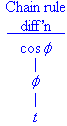 Chain rule
diff'n
cos ϕ
ϕ
t